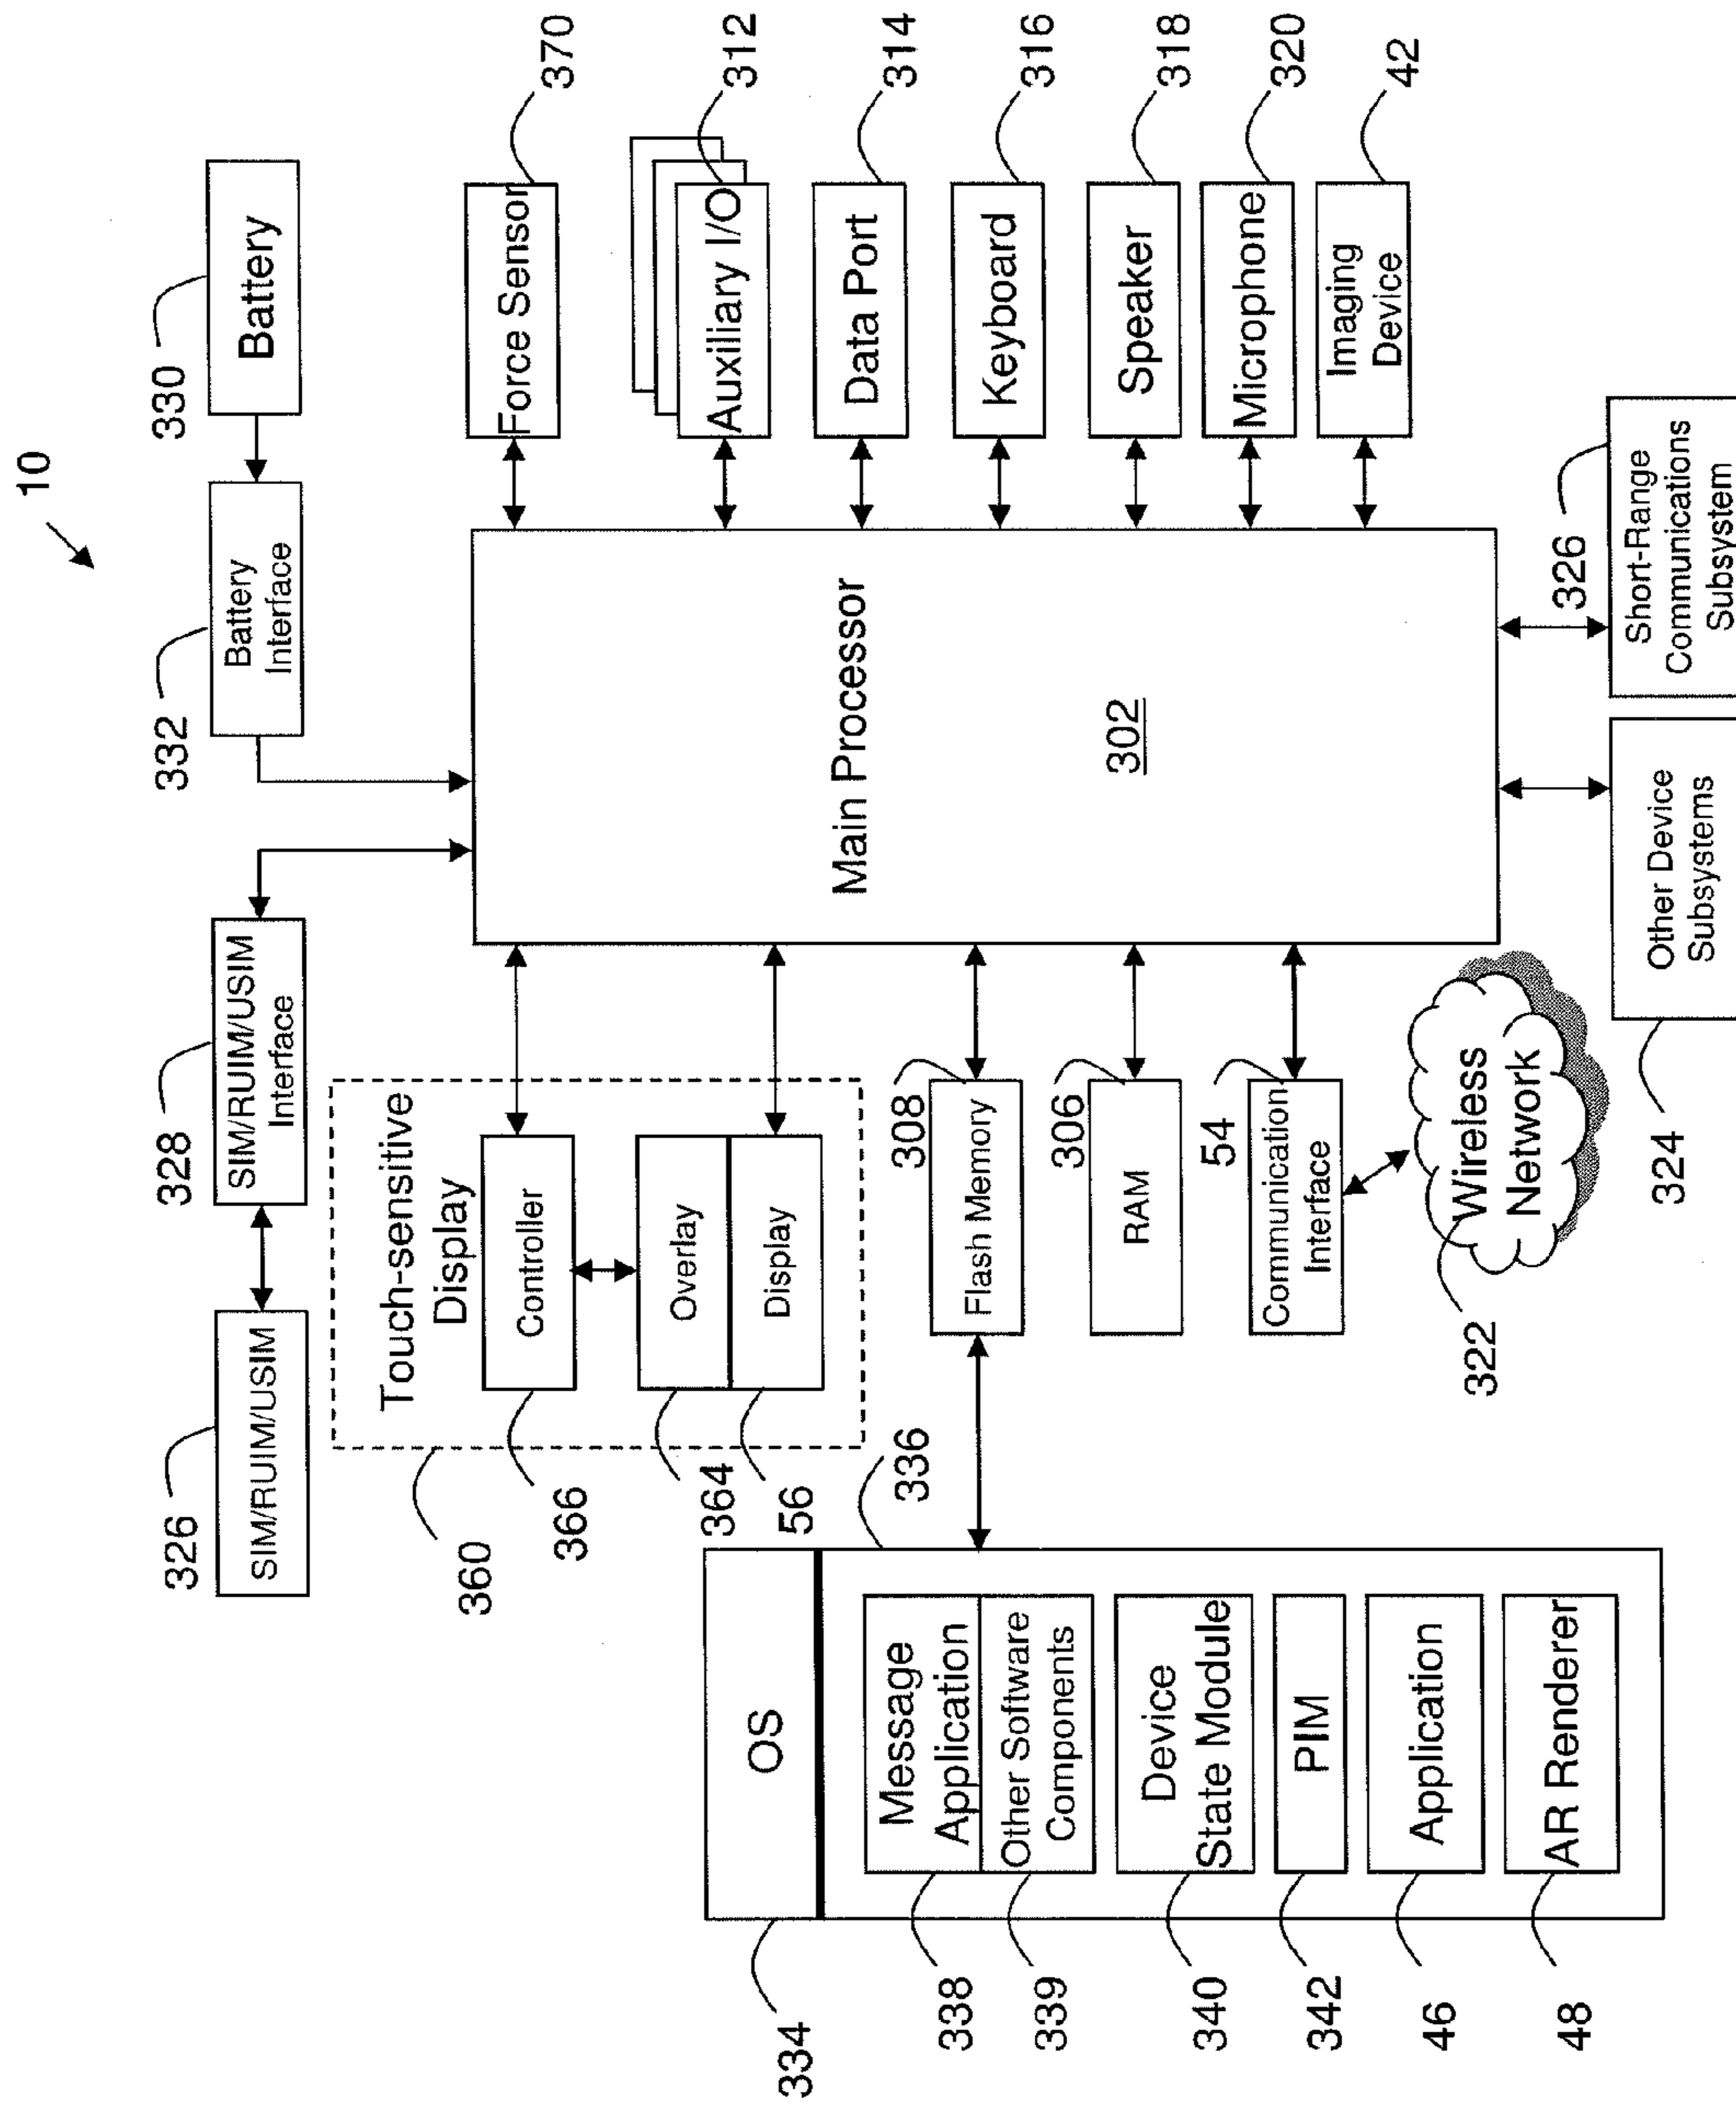 10
326
SIM/RUIM/USIM
328
SIM/RUIM/USIM
Interface
332
Battery
Interface
330
Battery
360
Touch-sensitive
Display
366
Controller
364
Overlay
56
Display
Main Processor
302
370
Force Sensor
312
Auxiliary I/O
314
Data Port
316
Keyboard
318
Speaker
320
Microphone
42
Imaging
Device
334
OS
336
338
Message
Application
339
Other Software
Components
340
Device
State Module
342
PIM
46
Application
48
AR Renderer
308
Flash Memory
306
RAM
54
Communication
Interface
322
Wireless
Network
324
Other Device
Subsystems
326
Short-Range
Communications
Subsystem